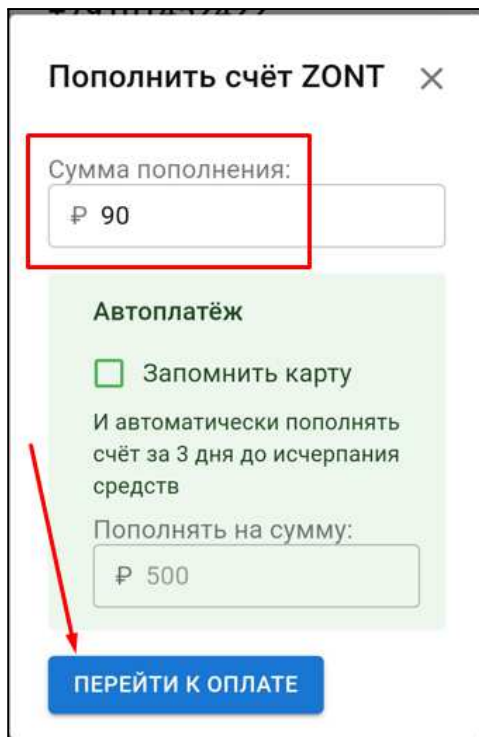 Пополнить счёт ZONT
Сумма пополнения:
₽ 90
Автоплатёж
Запомнить карту
И автоматически пополнять
счёт за 3 дня до исчерпания
средств
Пополнять на сумму:
₽ 500
ПЕРЕЙТИ К ОПЛАТЕ